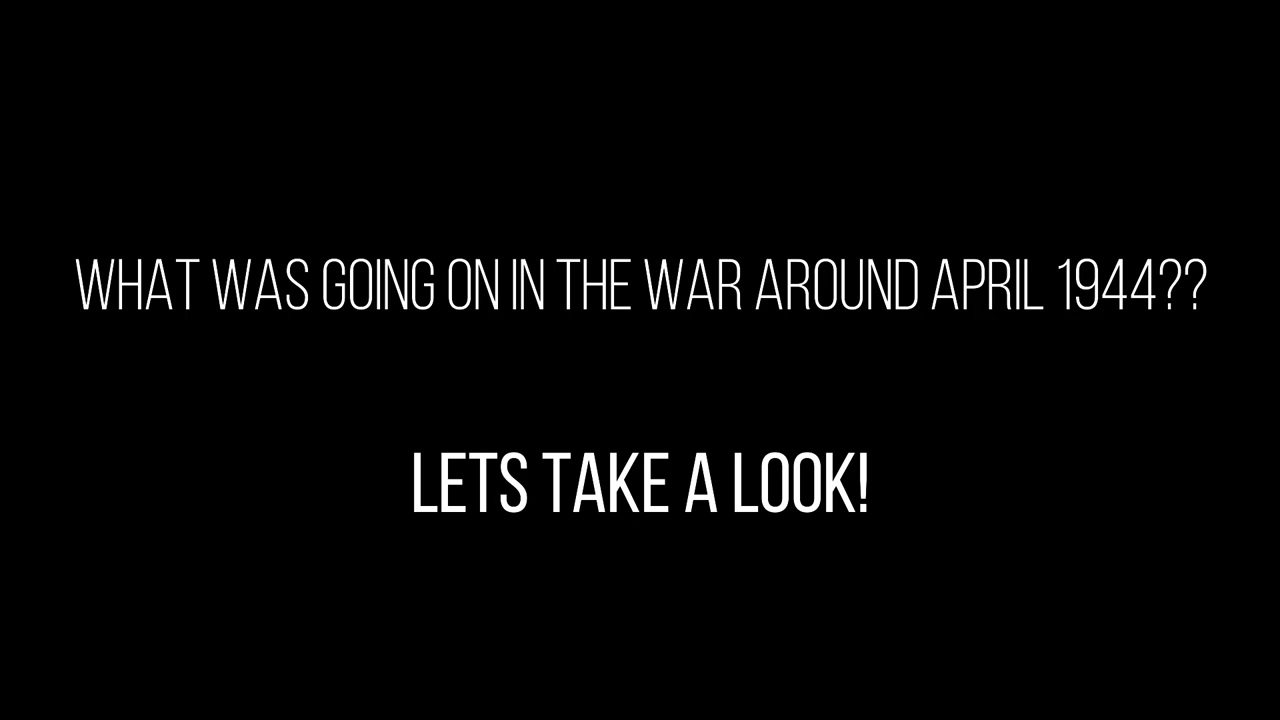 WHAT WAS GOING ON IN THE WAR AROUND APRIL 1944??
LETS TAKE A LOOK!